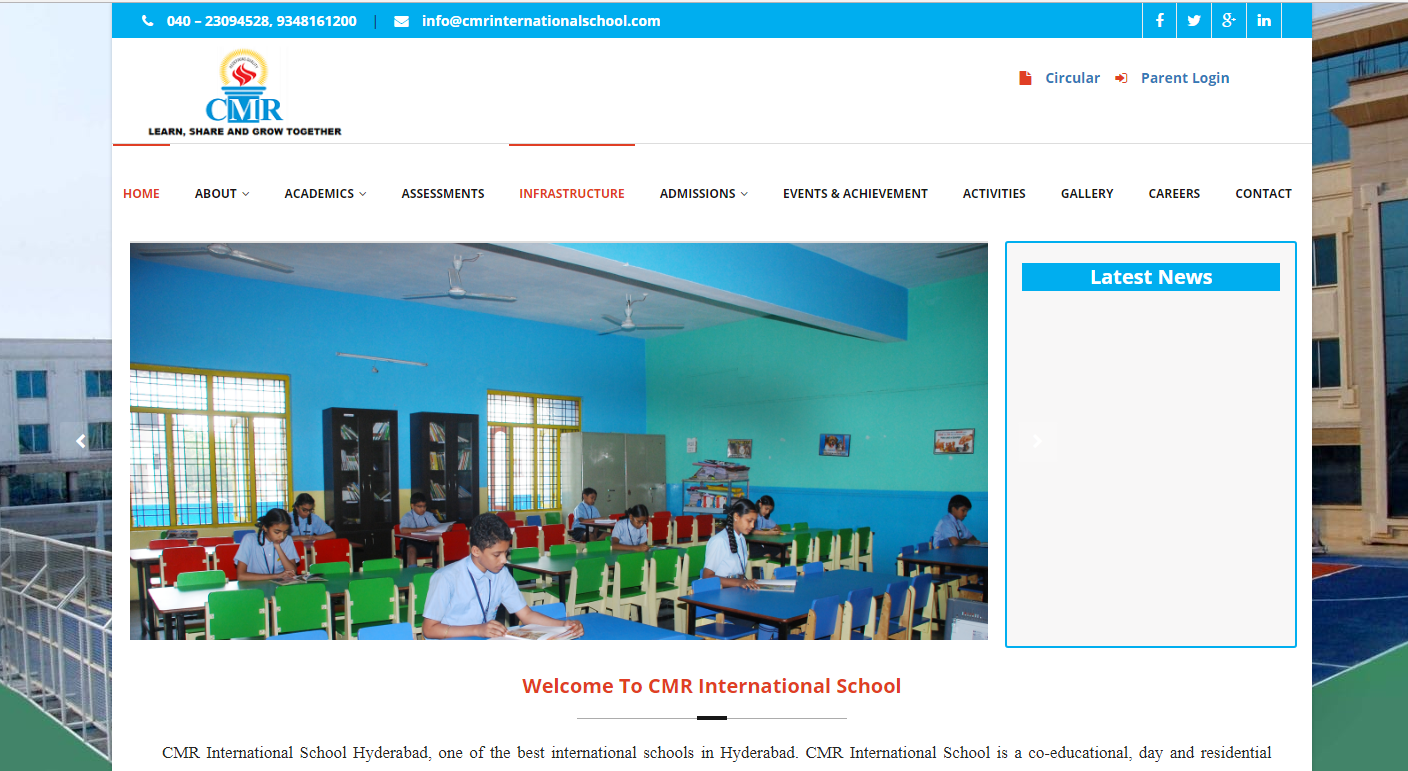 040 – 23094528, 9348161200 | info@cmrinternationalschool.com
CMR
LEARN, SHARE AND GROW TOGETHER
Circular Parent Login
HOME ABOUT ACADEMICS ASSESSMENTS INFRASTRUCTURE ADMISSIONS EVENTS & ACHIEVEMENT ACTIVITIES GALLERY CAREERS CONTACT
Latest News
Welcome To CMR International School
CMR International School Hyderabad, one of the best international schools in Hyderabad. CMR International School is a co-educational, day and residential